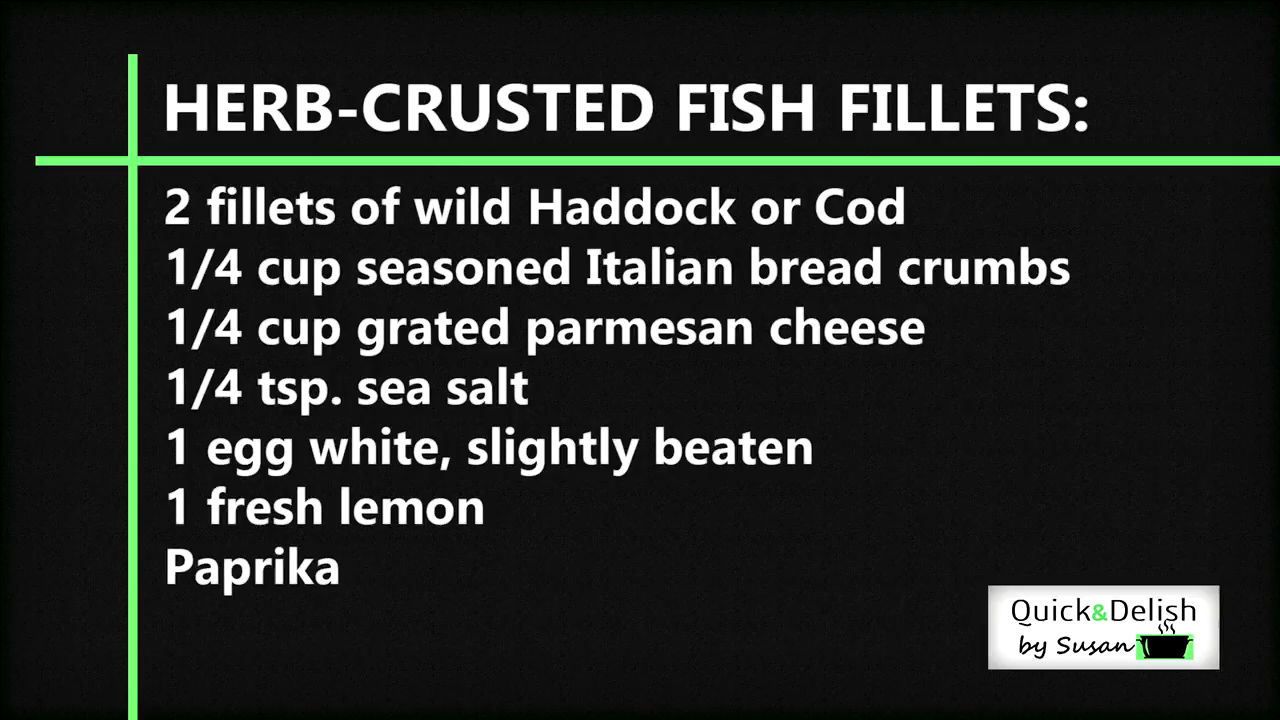 HERB-CRUSTED FISH FILLETS:
2 fillets of wild Haddock or Cod
1/4 cup seasoned Italian bread crumbs
1/4 cup grated parmesan cheese
1/4 tsp. sea salt
1 egg white, slightly beaten
1 fresh lemon
Paprika
Quick&Delish
by Susan